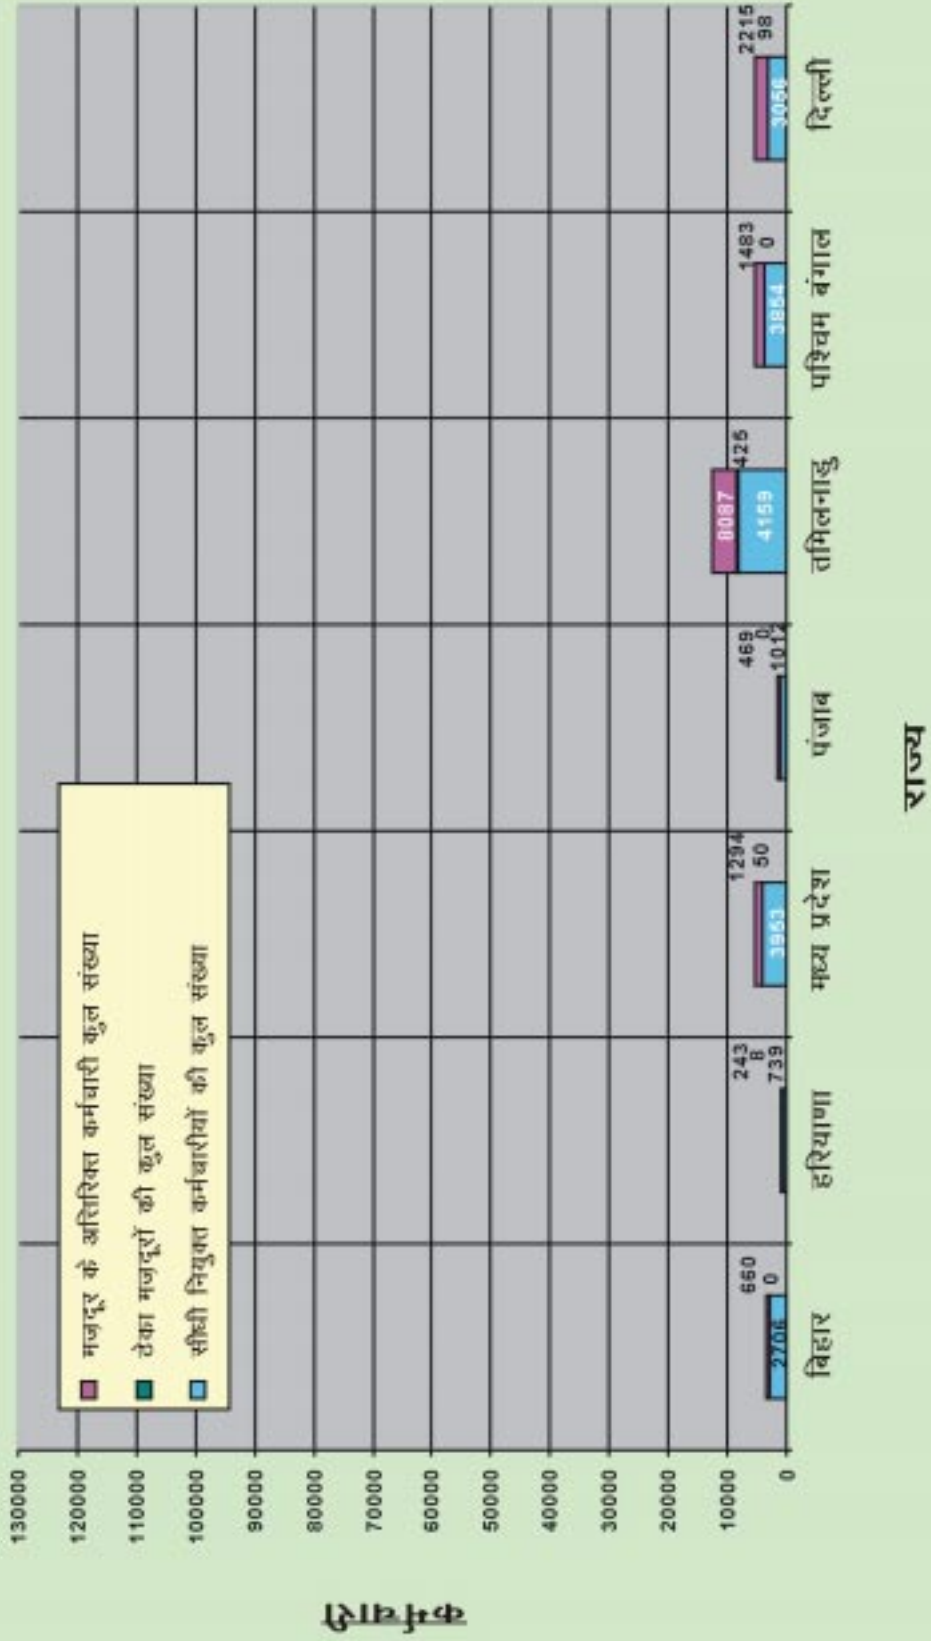 मज़दूर के अतिरिक्त कर्मचारी कुल संख्या
ठेका मज़दूरों की कुल संख्या
सीधी नियुक्त कर्मचारीयों की कुल संख्या
कर्मचारी
130000
120000
110000
100000
90000
80000
70000
60000
50000
40000
30000
20000
10000
0
660
0
2706
243
8
739
1294
50
3953
469
0
1012
8087
425
4159
1483
0
3854
2215
98
3056
बिहार
हरियाणा
मध्य प्रदेश
पंजाब
तमिलनाडु
पश्चिम बंगाल
दिल्ली
राज्य